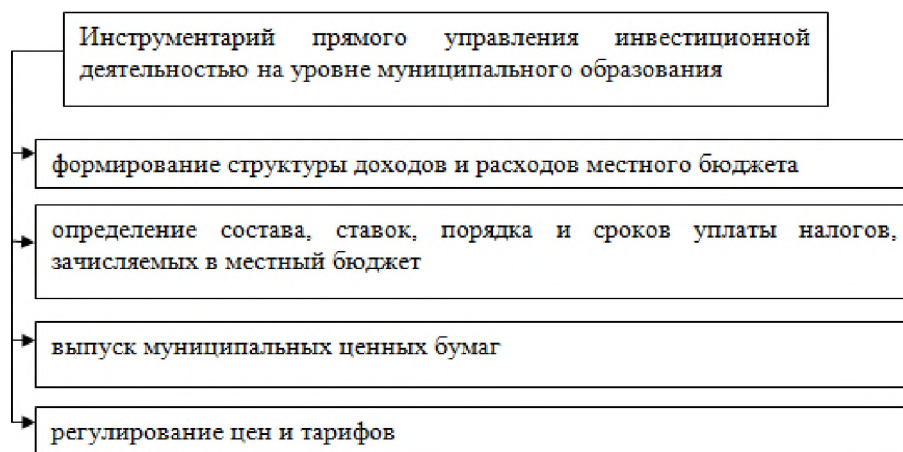 Инструментарий прямого управления инвестиционной
деятельностью на уровне муниципального образования
формирование структуры доходов и расходов местного бюджета
определение состава, ставок, порядка и сроков уплаты налогов,
зачисляемых в местный бюджет
выпуск муниципальных ценных бумаг
регулирование цен и тарифов